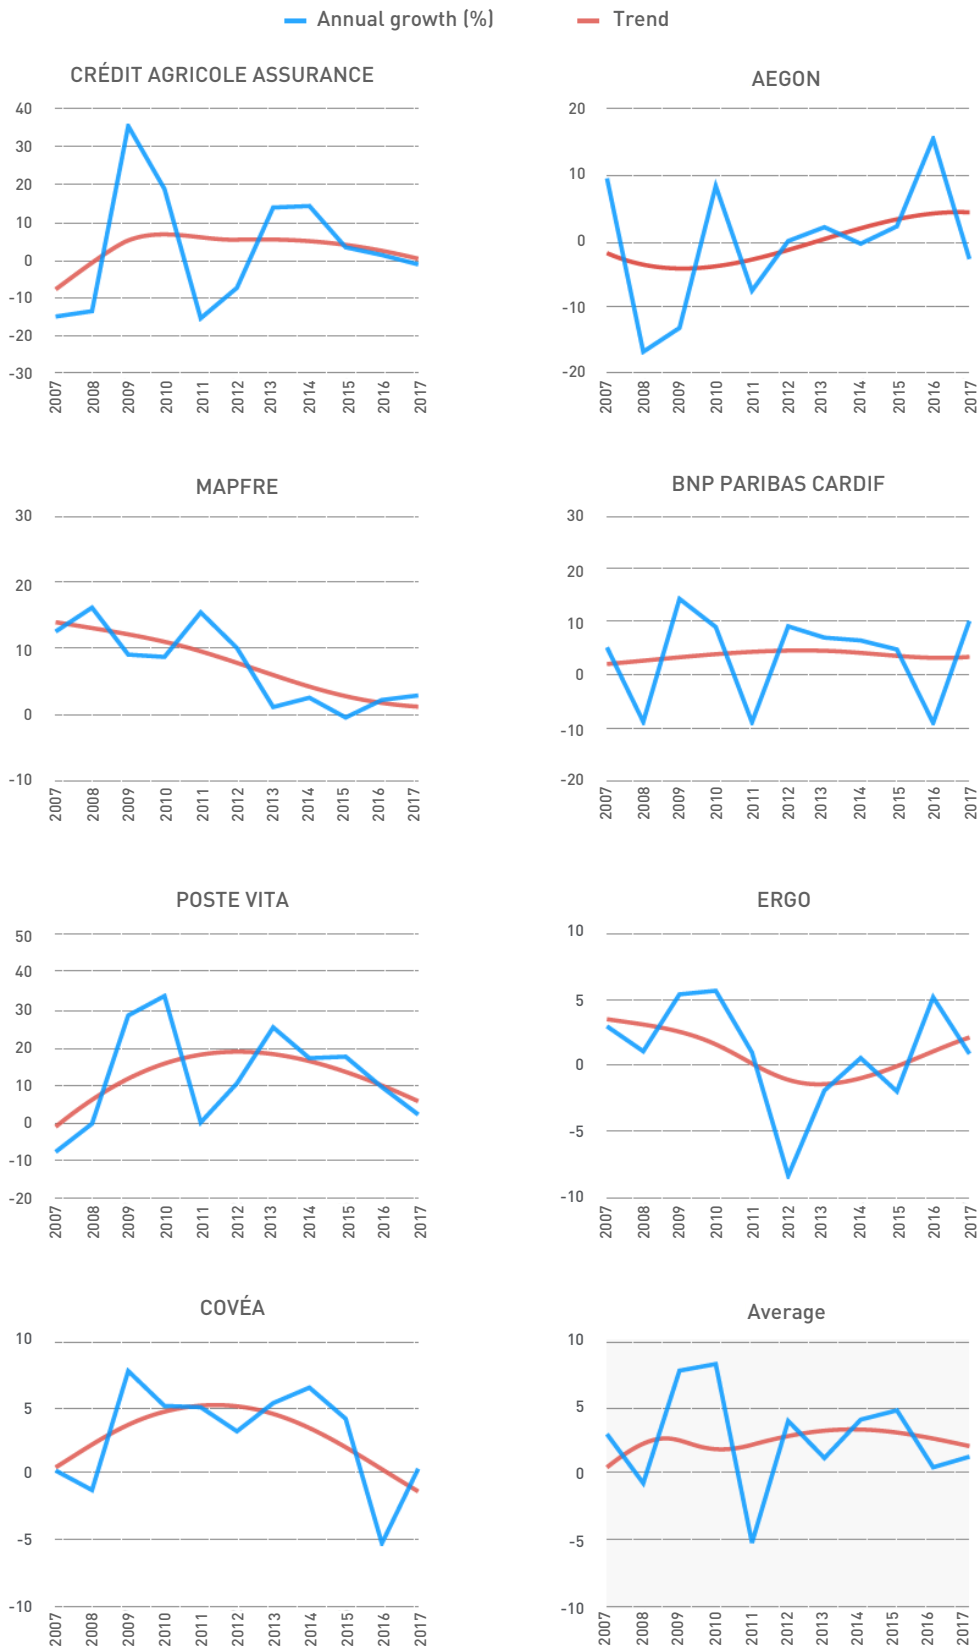 Annual growth (%) Trend
CRÉDIT AGRICOLE ASSURANCE
40
30
20
10
0
-10
-20
-30
2007 2008 2009 2010 2011 2012 2013 2014 2015 2016 2017
AEGON
20
10
0
-10
-20
2007 2008 2009 2010 2011 2012 2013 2014 2015 2016 2017
MAPFRE
30
20
10
0
-10
2007 2008 2009 2010 2011 2012 2013 2014 2015 2016 2017
BNP PARIBAS CARDIF
30
20
10
0
-10
-20
2007 2008 2009 2010 2011 2012 2013 2014 2015 2016 2017
POSTE VITA
50
40
30
20
10
0
-10
-20
2007 2008 2009 2010 2011 2012 2013 2014 2015 2016 2017
ERGO
10
5
0
-5
-10
2007 2008 2009 2010 2011 2012 2013 2014 2015 2016 2017
COVÉA
10
5
0
-5
-10
2007 2008 2009 2010 2011 2012 2013 2014 2015 2016 2017
Average
10
5
0
-5
-10
2007 2008 2009 2010 2011 2012 2013 2014 2015 2016 2017